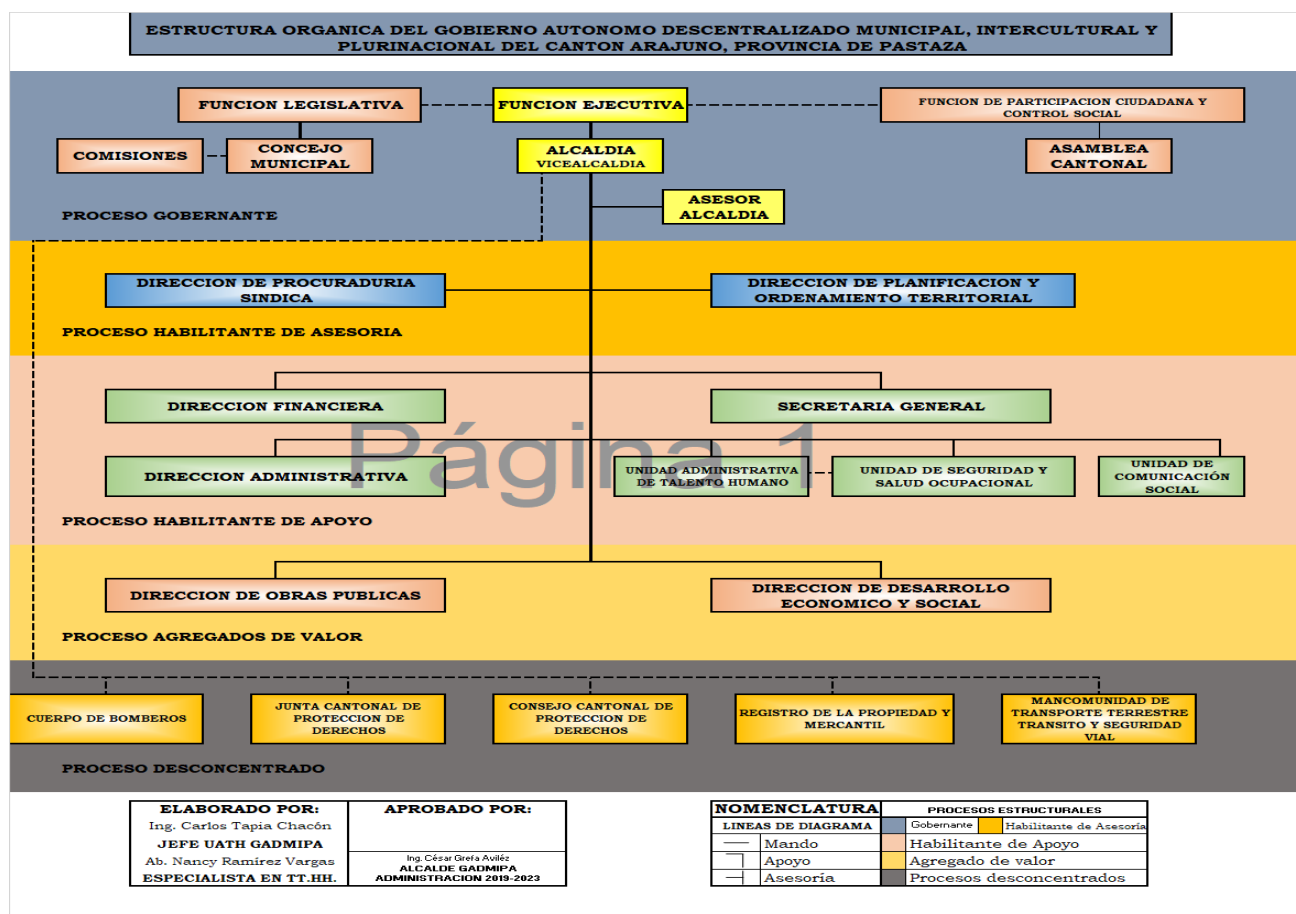 ESTRUCTURA ORGANICA DEL GOBIERNO AUTONOMO DESCENTRALIZADO MUNICIPAL, INTERCULTURAL Y
PLURINACIONAL DEL CANTON ARAJUNO, PROVINCIA DE PASTAZA
FUNCION LEGISLATIVA
FUNCION EJECUTIVA
FUNCION DE PARTICIPACION CIUDADANA Y
CONTROL SOCIAL
COMISIONES
CONCEJO
MUNICIPAL
ALCALDIA
VICEALCALDIA
ASAMBLEA
CANTONAL
ASESOR
ALCALDIA
PROCESO GOBERNANTE
DIRECCION DE PROCURADURIA
SINDICA
DIRECCION DE PLANIFICACION Y
ORDENAMIENTO TERRITORIAL
PROCESO HABILITANTE DE ASESORIA
DIRECCION FINANCIERA
SECRETARIA GENERAL
Página 1
DIRECCION ADMINISTRATIVA
UNIDAD ADMINISTRATIVA
DE TALENTO HUMANO
UNIDAD DE SEGURIDAD Y
SALUD OCUPACIONAL
UNIDAD DE
COMUNICACIÓN
SOCIAL
PROCESO HABILITANTE DE APOYO
DIRECCION DE OBRAS PUBLICAS
DIRECCION DE DESARROLLO
ECONOMICO Y SOCIAL
PROCESO AGREGADOS DE VALOR
CUERPO DE BOMBEROS
JUNTA CANTONAL DE
PROTECCION DE
DERECHOS
CONSEJO CANTONAL DE
PROTECCION DE
DERECHOS
REGISTRO DE LA PROPIEDAD Y
MERCANTIL
MANCOMUNIDAD DE
TRANSPORTE TERRESTRE
TRANSITO Y SEGURIDAD
VIAL
PROCESO DESCONCENTRADO
ELABORADO POR:
Ing. Carlos Tapia Chacón
JEFE UATH GADMIPA
Ab. Nancy Ramírez Vargas
ESPECIALISTA EN TT.HH.
APROBADO POR:
Ing. César Grefa Aviléz
ALCALDE GADMIPA
ADMINISTRACION 2019-2023
NOMENCLATURA
PROCESOS ESTRUCTURALES
LINEAS DE DIAGRAMA
Gobernante
Habilitante de Asesoría
Mando
Habilitante de Apoyo
Apoyo
Agregado de valor
Asesoría
Procesos desconcentrados